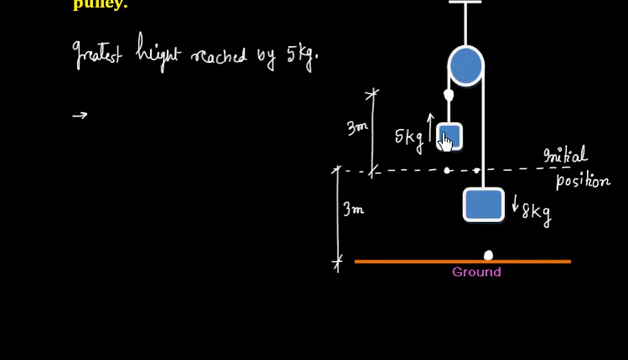 pulley.
greatest height reached by 5kg.
→
3m
5kg
initial
position
3m
8kg
Ground